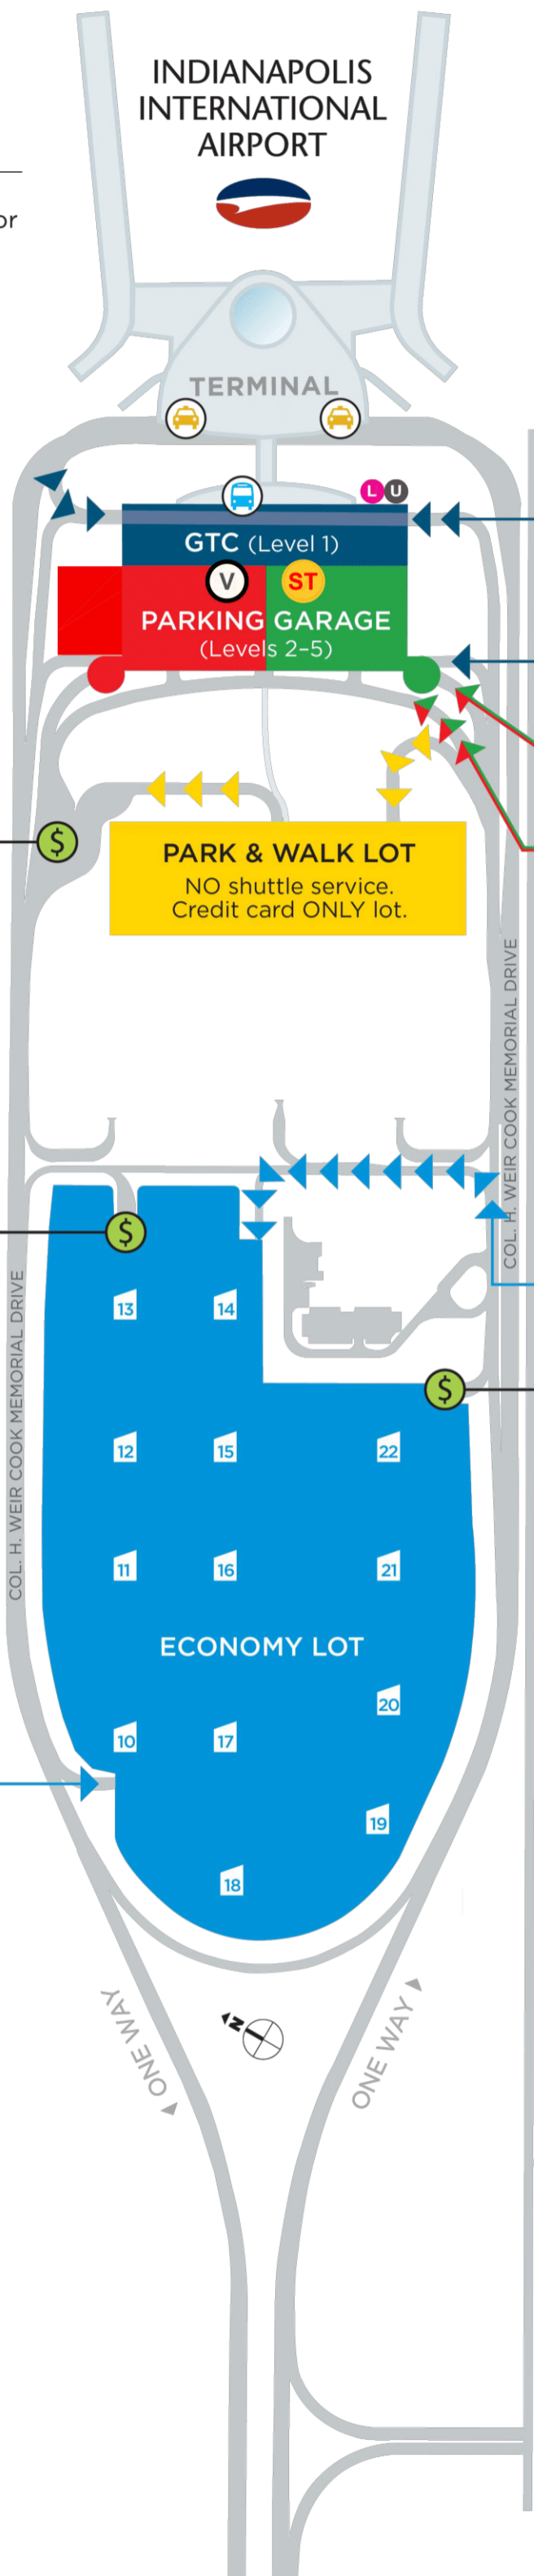 INDIANAPOLIS
INTERNATIONAL
AIRPORT
or
TERMINAL
L U
GTC (Level 1)
V ST
PARKING GARAGE
(Levels 2–5)
$
PARK & WALK LOT
NO shuttle service.
Credit card ONLY lot.
COL. H. WEIR COOK MEMORIAL DRIVE
$
13 14
COL. H. WEIR COOK MEMORIAL DRIVE
$
12 15 22
11 16 21
ECONOMY LOT
20
10 17
19
18
N
ONE WAY
ONE WAY